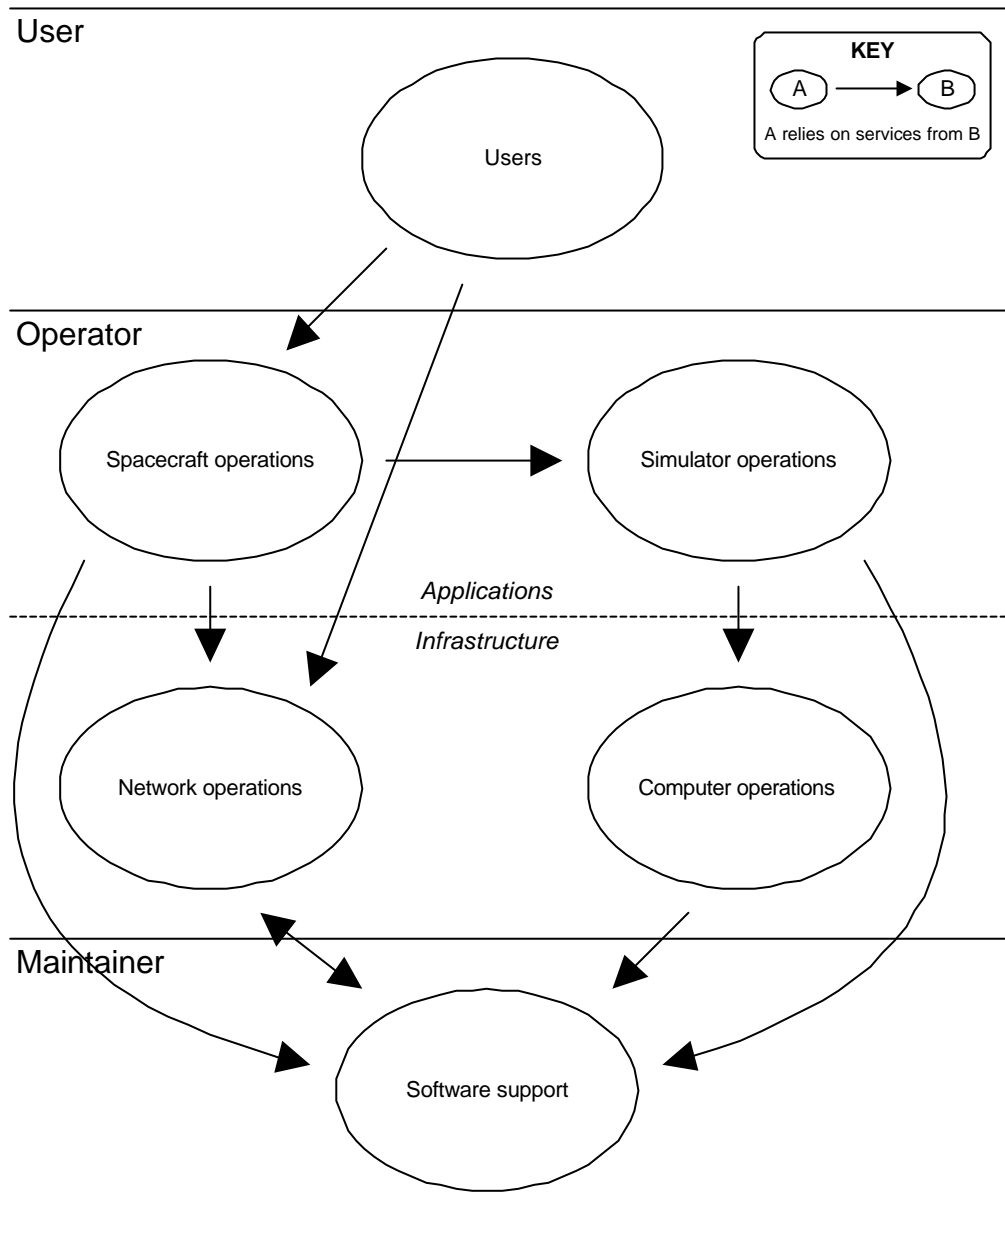 User
KEY
A
B
A relies on services from B
Users
Operator
Spacecraft operations
Simulator operations
Applications
Infrastructure
Network operations
Computer operations
Maintainer
Software support